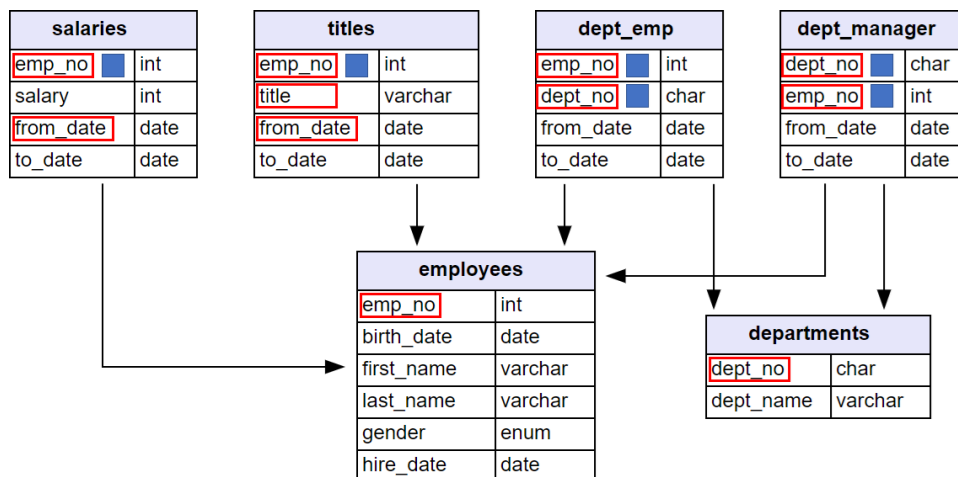 salaries
emp_no int
salary int
from_date date
to_date date
titles
emp_no int
title varchar
from_date date
to_date date
dept_emp
emp_no int
dept_no char
from_date date
to_date date
dept_manager
dept_no char
emp_no int
from_date date
to_date date
employees
emp_no int
birth_date date
first_name varchar
last_name varchar
gender enum
hire_date date
departments
dept_no char
dept_name varchar